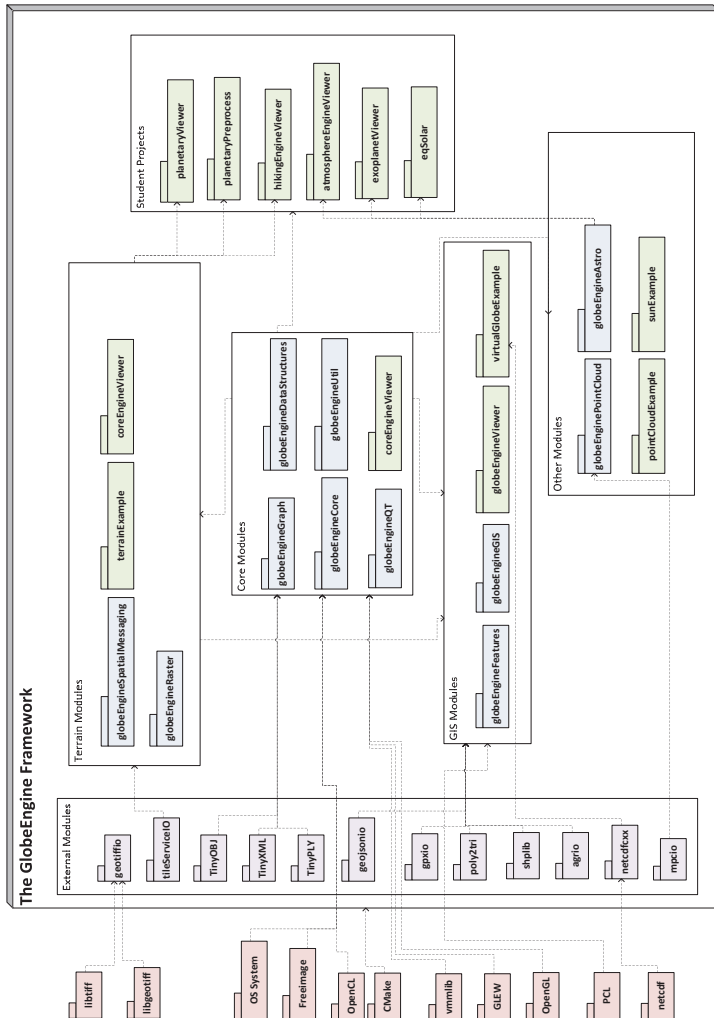 The GlobeEngine Framework
libtiff
libgeotiff
OS System
Freeimage
OpenCL
CMake
vmmlib
GLEW
OpenGL
PCL
netcdf
External Modules
geotiffio
tileServiceIO
TinyOBJ
TinyXML
TinyPLY
geojsonio
gpxio
poly2tri
shplib
agrio
netcdfcxx
mpcio
Terrain Modules
globeEngineSpatialMessaging
terrainExample
coreEngineViewer
globeEngineRaster
Core Modules
globeEngineGraph
globeEngineDataStructures
globeEngineCore
globeEngineUtil
globeEngineQT
coreEngineViewer
GIS Modules
globeEngineFeatures
globeEngineGIS
globeEngineViewer
virtualGlobeExample
Other Modules
globeEnginePointCloud
globeEngineAstro
pointCloudExample
sunExample
Student Projects
planetaryViewer
planetaryPreprocess
hikingEngineViewer
atmosphereEngineViewer
exoplanetViewer
eqSolar